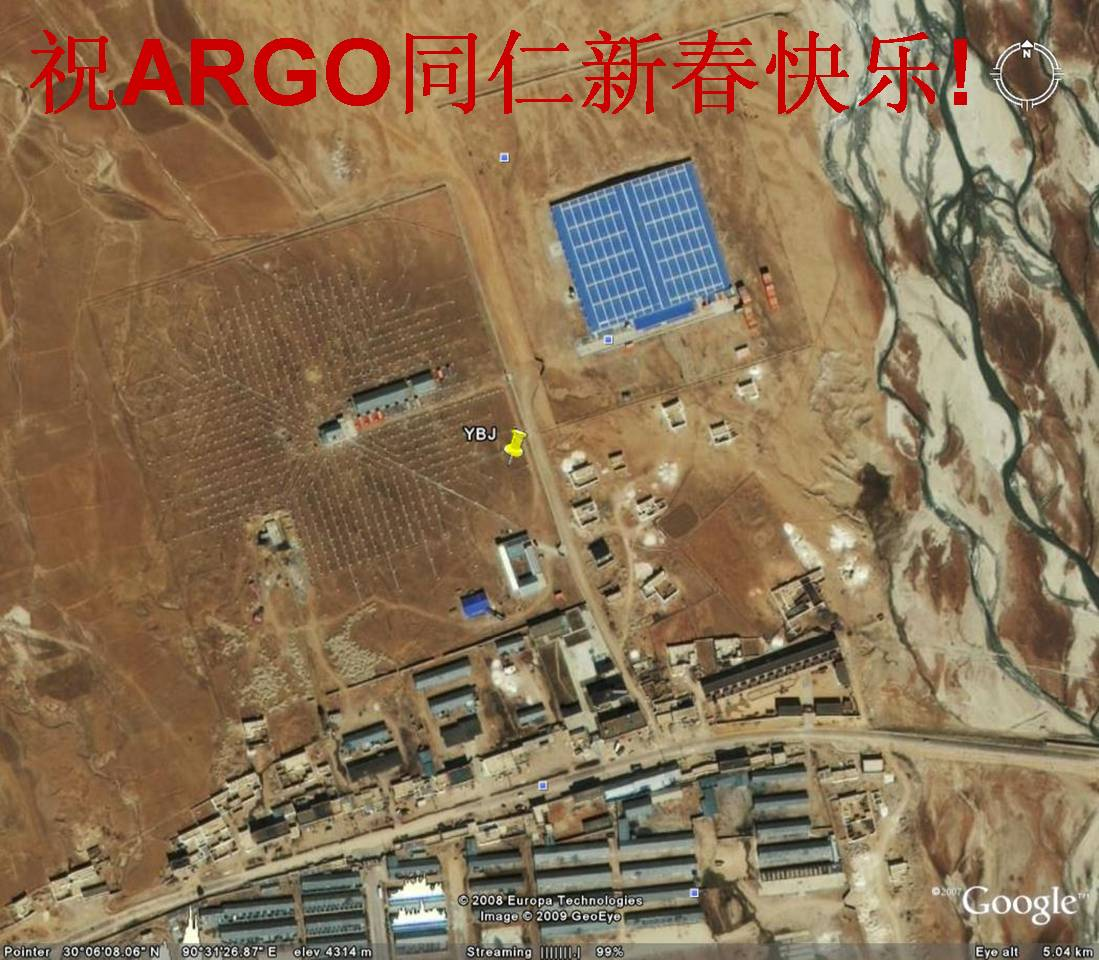 祝ARGO同仁新春快乐!
N
YBJ
© 2008 Europa Technologies
Image © 2009 GeoEye
©2007 Google™
Pointer 30°06'08.06" N 90°31'26.87" E elev 4314 m Streaming ||||||||| 99% Eye alt 5.04 km